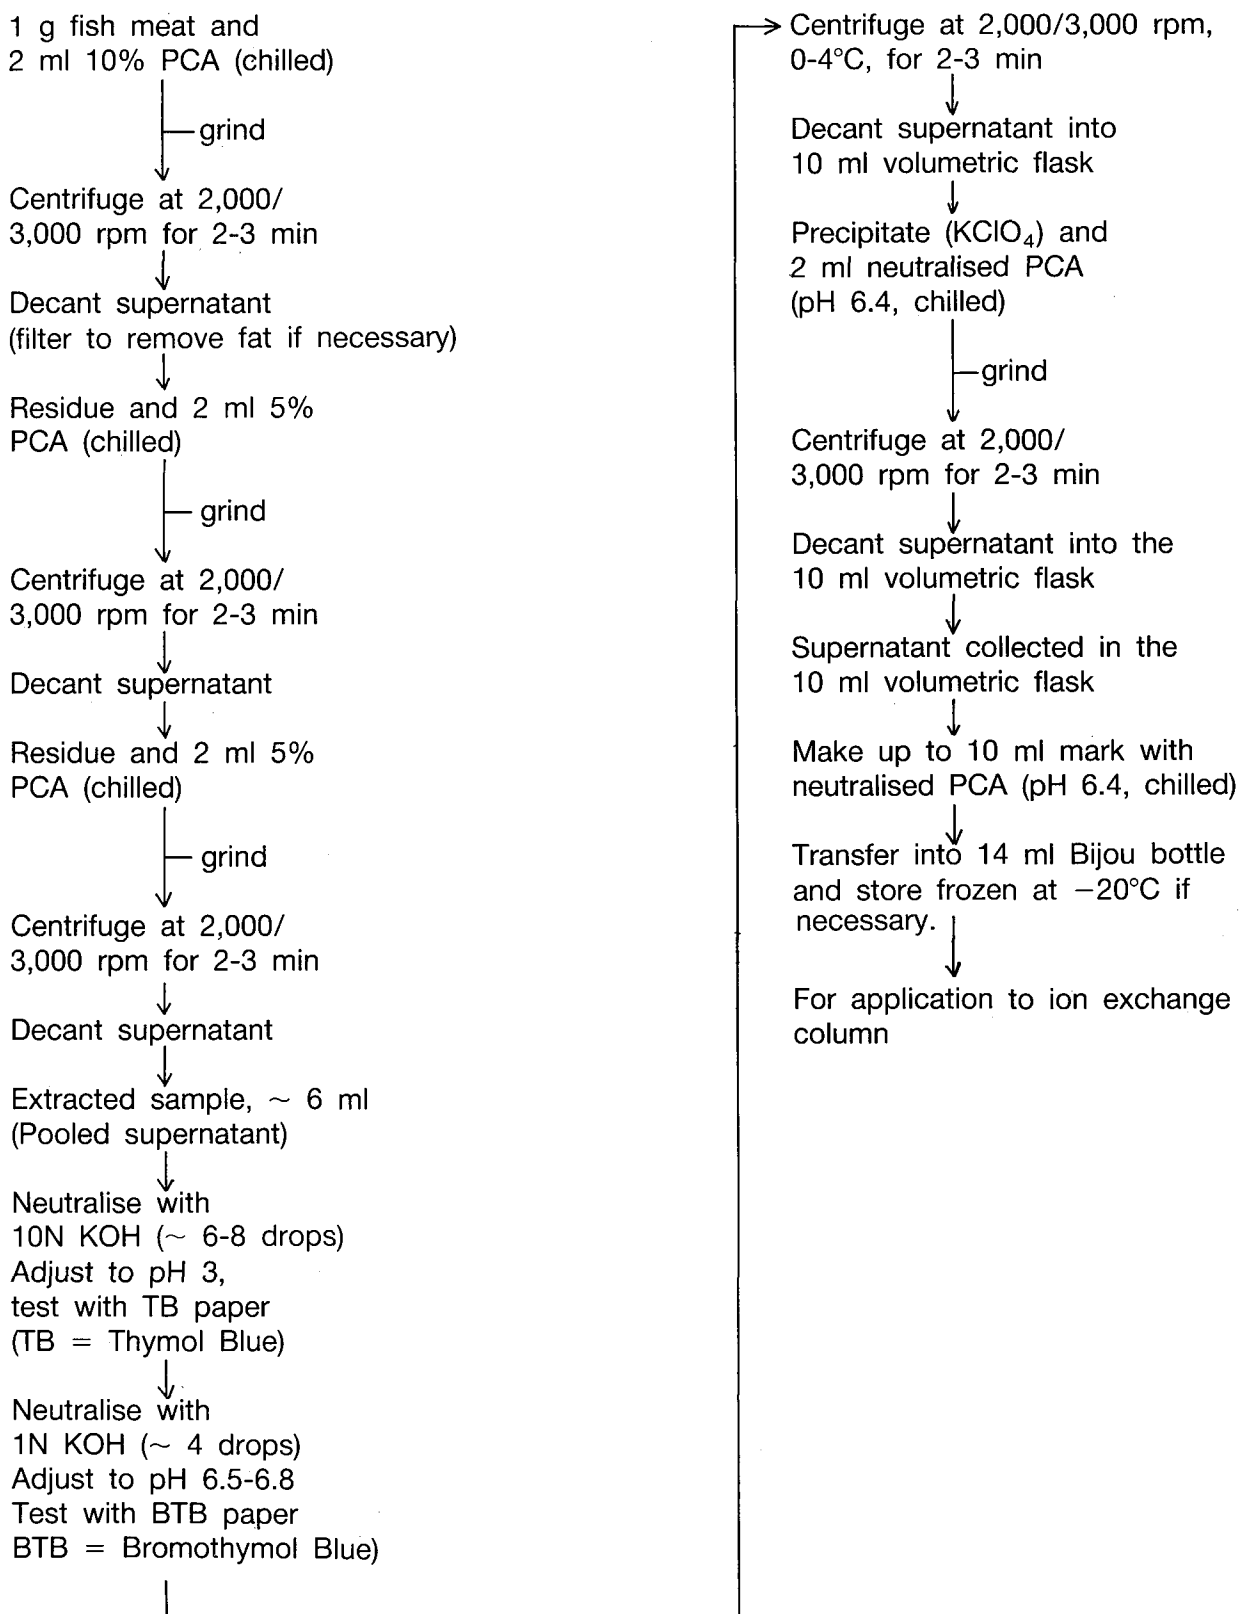 1 g fish meat and
2 ml 10% PCA (chilled)
grind
Centrifuge at 2,000/
3,000 rpm for 2-3 min
Decant supernatant
(filter to remove fat if necessary)
Residue and 2 ml 5%
PCA (chilled)
grind
Centrifuge at 2,000/
3,000 rpm for 2-3 min
Decant supernatant
Residue and 2 ml 5%
PCA (chilled)
grind
Centrifuge at 2,000/
3,000 rpm for 2-3 min
Decant supernatant
Extracted sample, ~ 6 ml
(Pooled supernatant)
Neutralise with
10N KOH (~ 6-8 drops)
Adjust to pH 3,
test with TB paper
(TB = Thymol Blue)
Neutralise with
1N KOH (~ 4 drops)
Adjust to pH 6.5-6.8
Test with BTB paper
BTB = Bromothymol Blue)
Centrifuge at 2,000/3,000 rpm,
0-4°C, for 2-3 min
Decant supernatant into
10 ml volumetric flask
Precipitate (KClO₄) and
2 ml neutralised PCA
(pH 6.4, chilled)
grind
Centrifuge at 2,000/
3,000 rpm for 2-3 min
Decant supernatant into the
10 ml volumetric flask
Supernatant collected in the
10 ml volumetric flask
Make up to 10 ml mark with
neutralised PCA (pH 6.4, chilled)
Transfer into 14 ml Bijou bottle
and store frozen at −20°C if
necessary.
For application to ion exchange
column